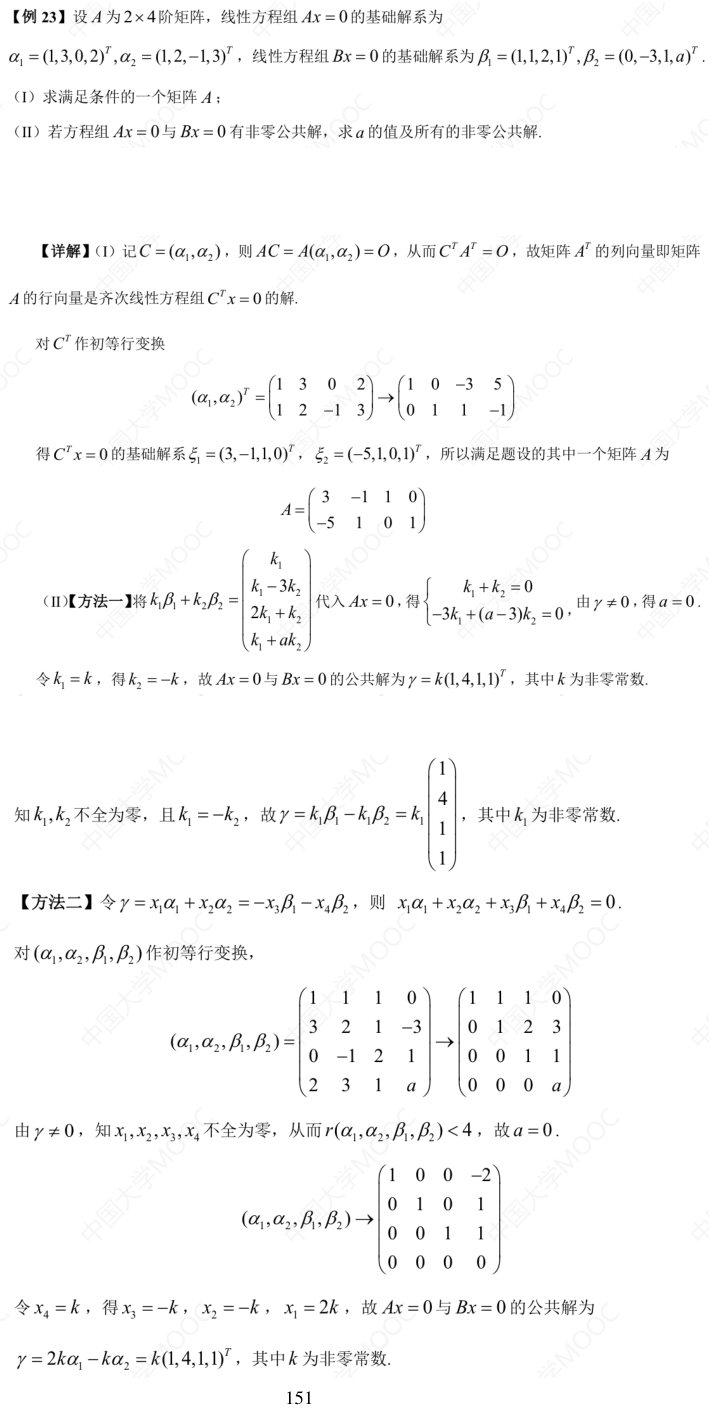 【例 23】设 A 为 2×4 阶矩阵，线性方程组 Ax = 0 的基础解系为
α₁ = (1,3,0,2)ᵀ, α₂ = (1,2,−1,3)ᵀ，线性方程组 Bx = 0 的基础解系为 β₁ = (1,1,2,1)ᵀ, β₂ = (0,−3,1,a)ᵀ.
（I）求满足条件的一个矩阵 A；
（II）若方程组 Ax = 0 与 Bx = 0 有非零公共解，求 a 的值及所有的非零公共解.
【详解】（I）记 C = (α₁,α₂)，则 AC = A(α₁,α₂) = O，从而 CᵀAᵀ = O，故矩阵 Aᵀ 的列向量即矩阵
A 的行向量是齐次线性方程组 Cᵀx = 0 的解.
对 Cᵀ 作初等行变换
(α₁,α₂)ᵀ = (1 3 0 2; 1 2 −1 3) → (1 0 −3 5; 0 1 1 −1)
得 Cᵀx = 0 的基础解系 ξ₁ = (3,−1,1,0)ᵀ，ξ₂ = (−5,1,0,1)ᵀ，所以满足题设的其中一个矩阵 A 为
A = (3 −1 1 0; −5 1 0 1)
（II）【方法一】将 k₁β₁ + k₂β₂ = (k₁; k₁ − 3k₂; 2k₁ + k₂; k₁ + ak₂) 代入 Ax = 0，得 { k₁ + k₂ = 0; −3k₁ + (a − 3)k₂ = 0，由 γ ≠ 0，得 a = 0.
令 k₁ = k，得 k₂ = −k，故 Ax = 0 与 Bx = 0 的公共解为 γ = k(1,4,1,1)ᵀ，其中 k 为非零常数.
知 k₁,k₂ 不全为零，且 k₁ = −k₂，故 γ = k₁β₁ − k₁β₂ = k₁(1; 4; 1; 1)，其中 k₁ 为非零常数.
【方法二】令 γ = x₁α₁ + x₂α₂ = −x₃β₁ − x₄β₂，则 x₁α₁ + x₂α₂ + x₃β₁ + x₄β₂ = 0.
对 (α₁,α₂,β₁,β₂) 作初等行变换，
(α₁,α₂,β₁,β₂) = (1 1 1 0; 3 2 1 −3; 0 −1 2 1; 2 3 1 a) → (1 1 1 0; 0 1 2 3; 0 0 1 1; 0 0 0 a)
由 γ ≠ 0，知 x₁,x₂,x₃,x₄ 不全为零，从而 r(α₁,α₂,β₁,β₂) < 4，故 a = 0.
(α₁,α₂,β₁,β₂) → (1 0 0 −2; 0 1 0 1; 0 0 1 1; 0 0 0 0)
令 x₄ = k，得 x₃ = −k，x₂ = −k，x₁ = 2k，故 Ax = 0 与 Bx = 0 的公共解为
γ = 2kα₁ − kα₂ = k(1,4,1,1)ᵀ，其中 k 为非零常数.
151
中国大学MOOC